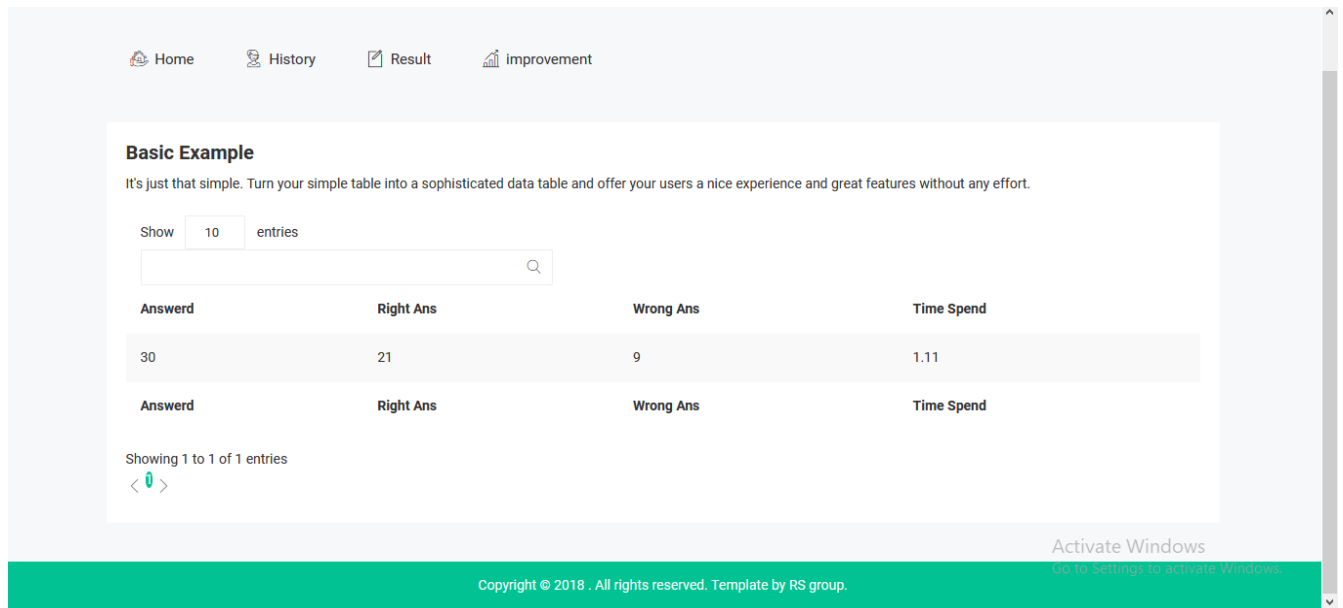 Home History Result improvement
Basic Example
It's just that simple. Turn your simple table into a sophisticated data table and offer your users a nice experience and great features without any effort.
Show 10 entries
Answerd Right Ans Wrong Ans Time Spend
30 21 9 1.11
Answerd Right Ans Wrong Ans Time Spend
Showing 1 to 1 of 1 entries
1
Activate Windows
Go to Settings to activate Windows.
Copyright © 2018 . All rights reserved. Template by RS group.